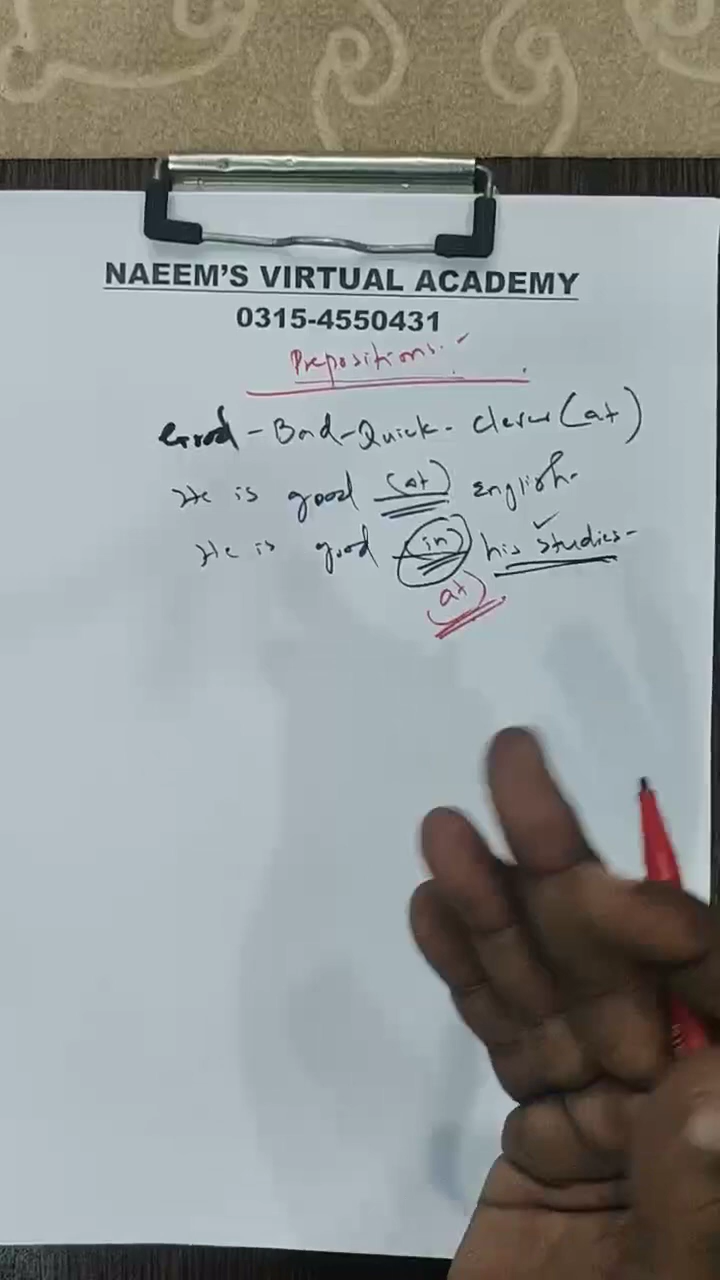 NAEEM'S VIRTUAL ACADEMY
0315-4550431
Prepositions.
Good - Bad - Quick - Clever (at)
He is good (at) English.
He is good (in) his studies -
at)